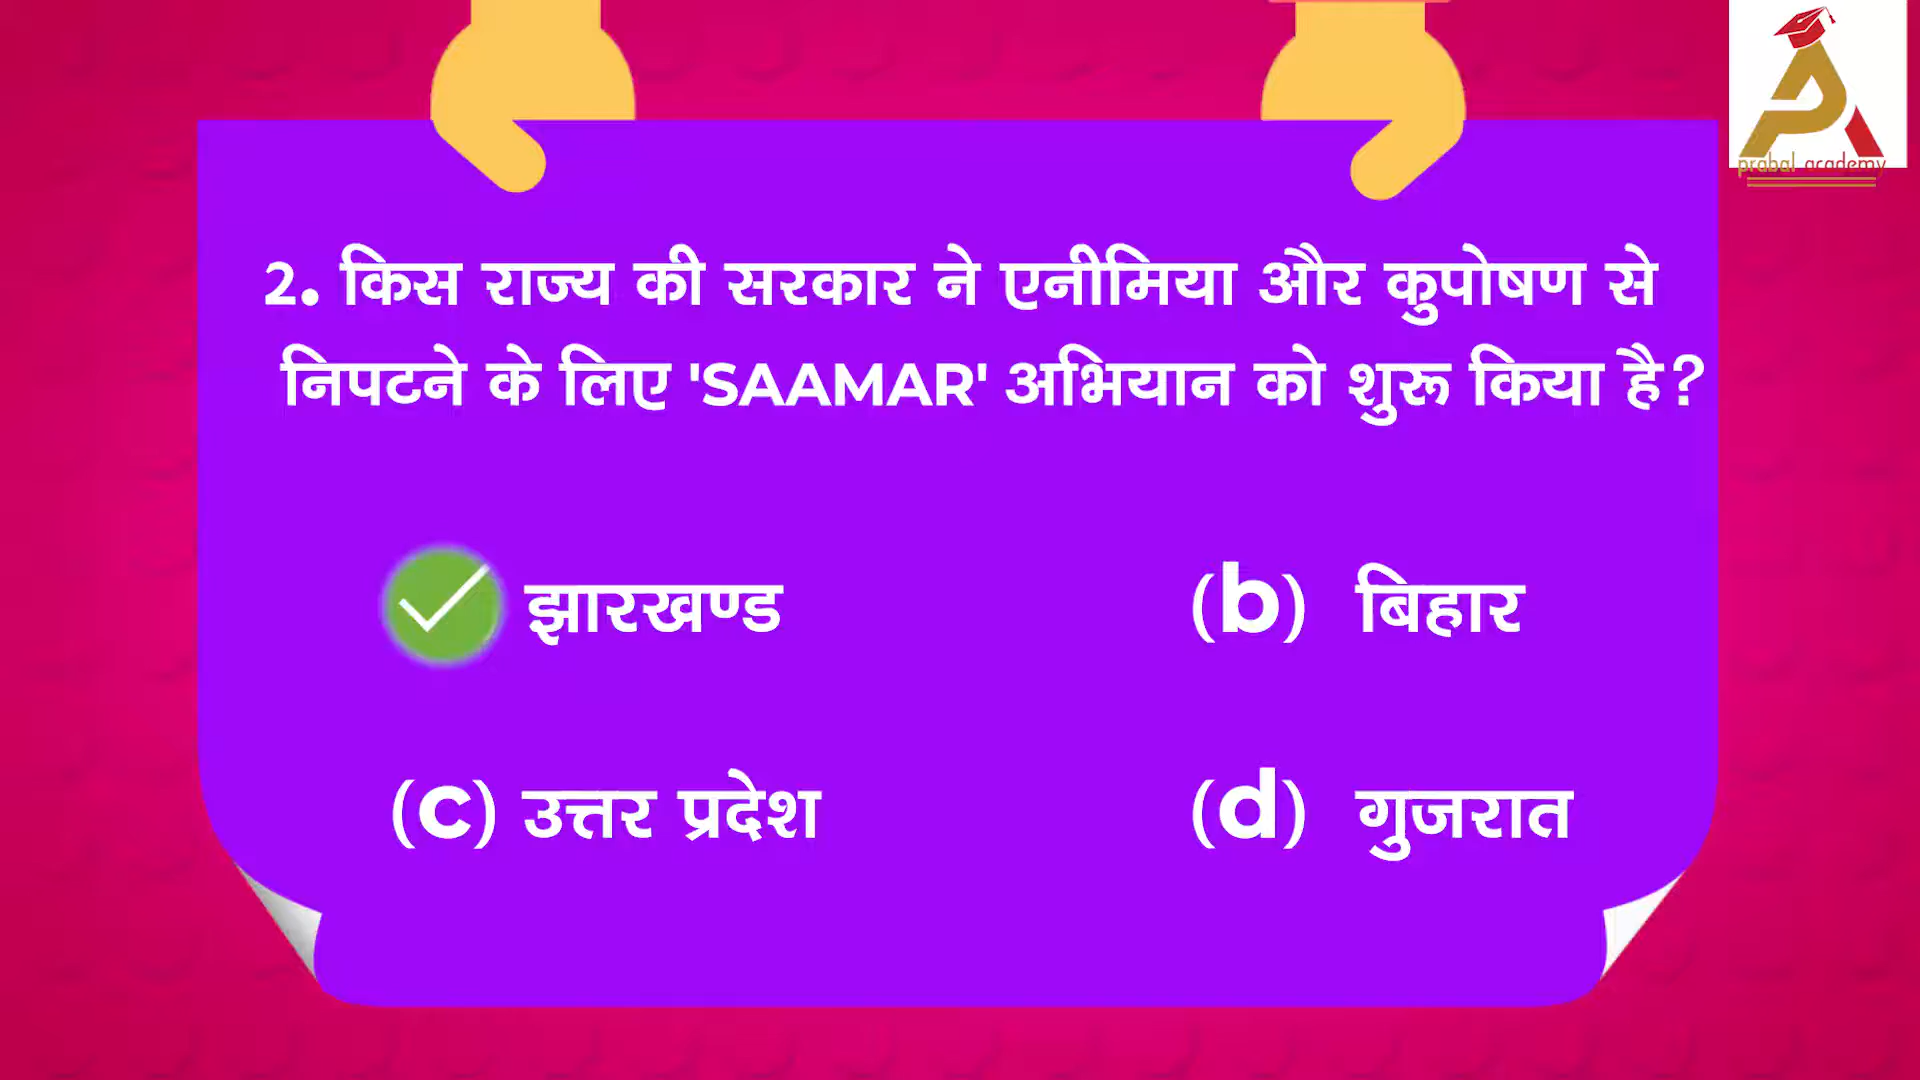 prabal academy
2. किस राज्य की सरकार ने एनीमिया और कुपोषण से
निपटने के लिए 'SAAMAR' अभियान को शुरू किया है?
झारखण्ड
(b) बिहार
(c) उत्तर प्रदेश
(d) गुजरात